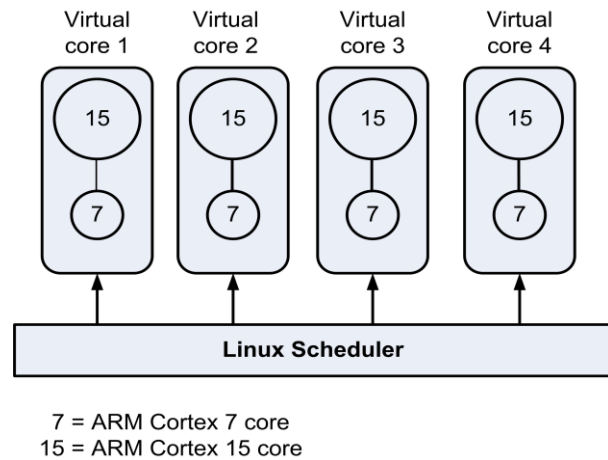 Virtual core 1
Virtual core 2
Virtual core 3
Virtual core 4
15
15
15
15
7
7
7
7
Linux Scheduler
7 = ARM Cortex 7 core
15 = ARM Cortex 15 core